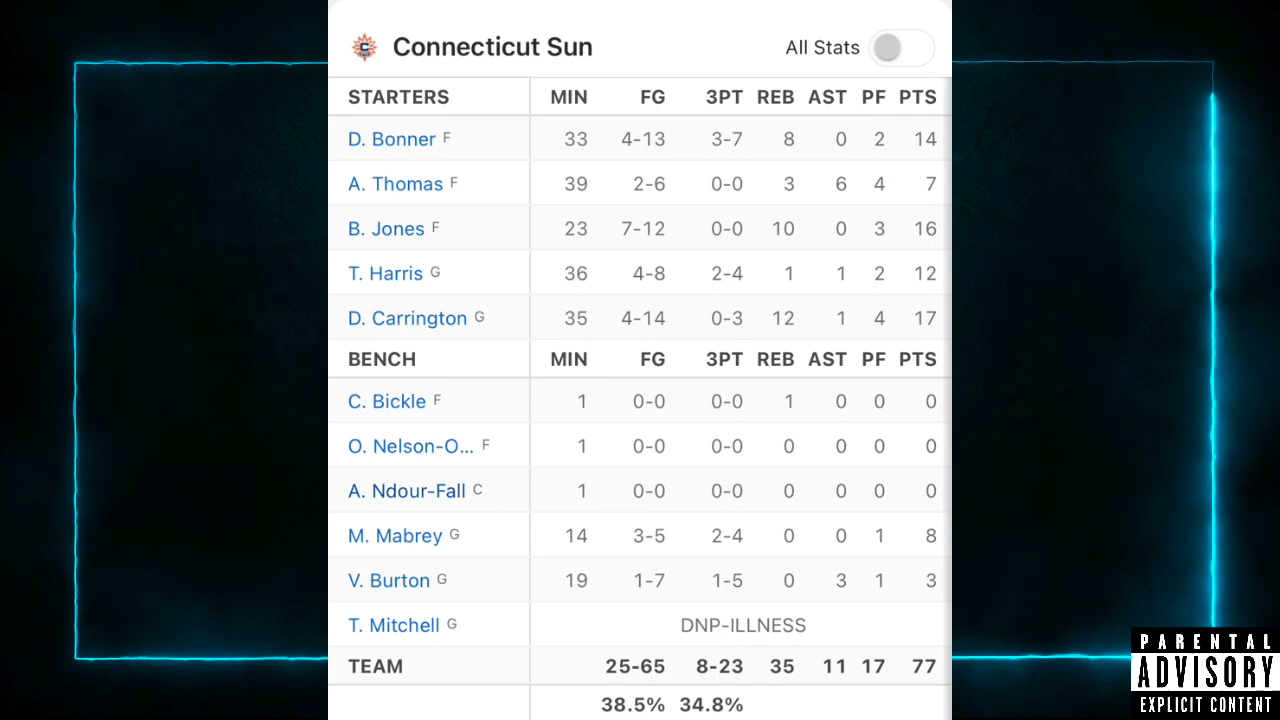 Connecticut Sun All Stats
STARTERS MIN FG 3PT REB AST PF PTS
D. Bonner F 33 4-13 3-7 8 0 2 14
A. Thomas F 39 2-6 0-0 3 6 4 7
B. Jones F 23 7-12 0-0 10 0 3 16
T. Harris G 36 4-8 2-4 1 1 2 12
D. Carrington G 35 4-14 0-3 12 1 4 17
BENCH MIN FG 3PT REB AST PF PTS
C. Bickle F 1 0-0 0-0 1 0 0 0
O. Nelson-O... F 1 0-0 0-0 0 0 0 0
A. Ndour-Fall C 1 0-0 0-0 0 0 0 0
M. Mabrey G 14 3-5 2-4 0 0 1 8
V. Burton G 19 1-7 1-5 0 3 1 3
T. Mitchell G DNP-ILLNESS
TEAM 25-65 8-23 35 11 17 77
38.5% 34.8%
PARENTAL
ADVISORY
EXPLICIT CONTENT